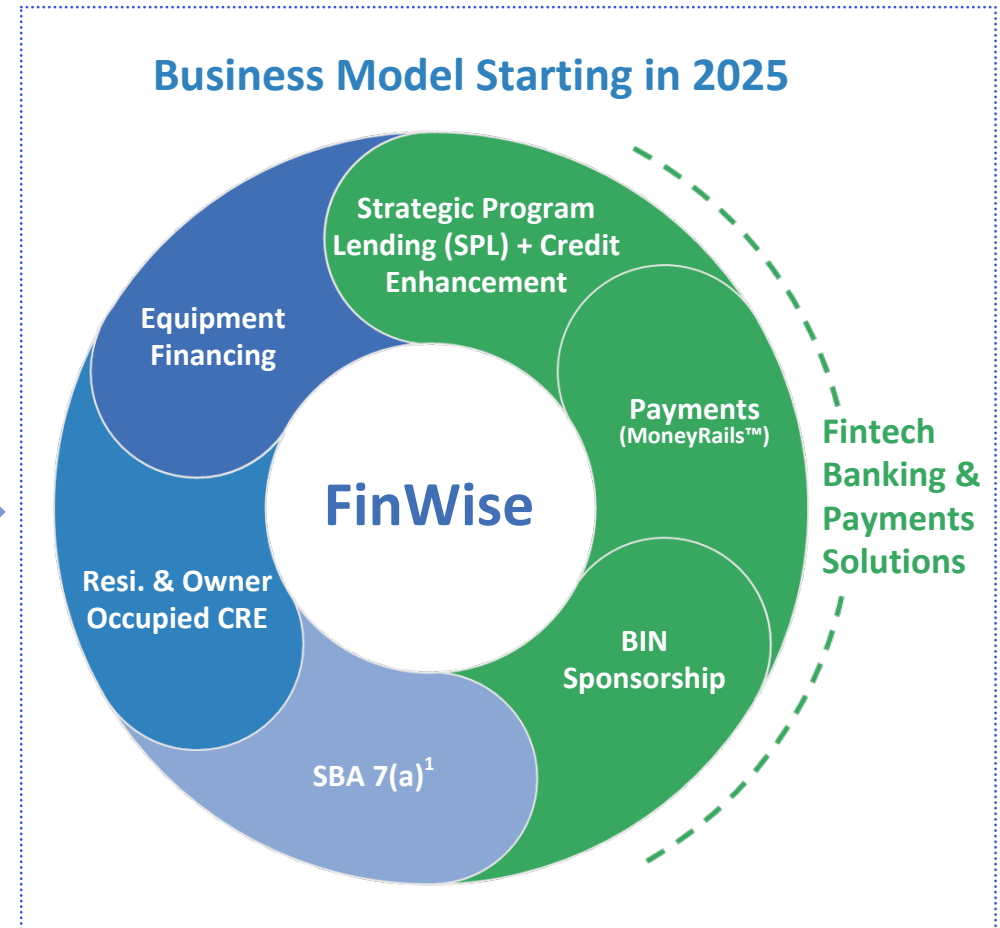 Business Model Starting in 2025
Strategic Program
Lending (SPL) + Credit
Enhancement
Equipment
Financing
Payments
(MoneyRails™)
Fintech
Banking &
Payments
Solutions
FinWise
Resi. & Owner
Occupied CRE
BIN
Sponsorship
SBA 7(a)¹